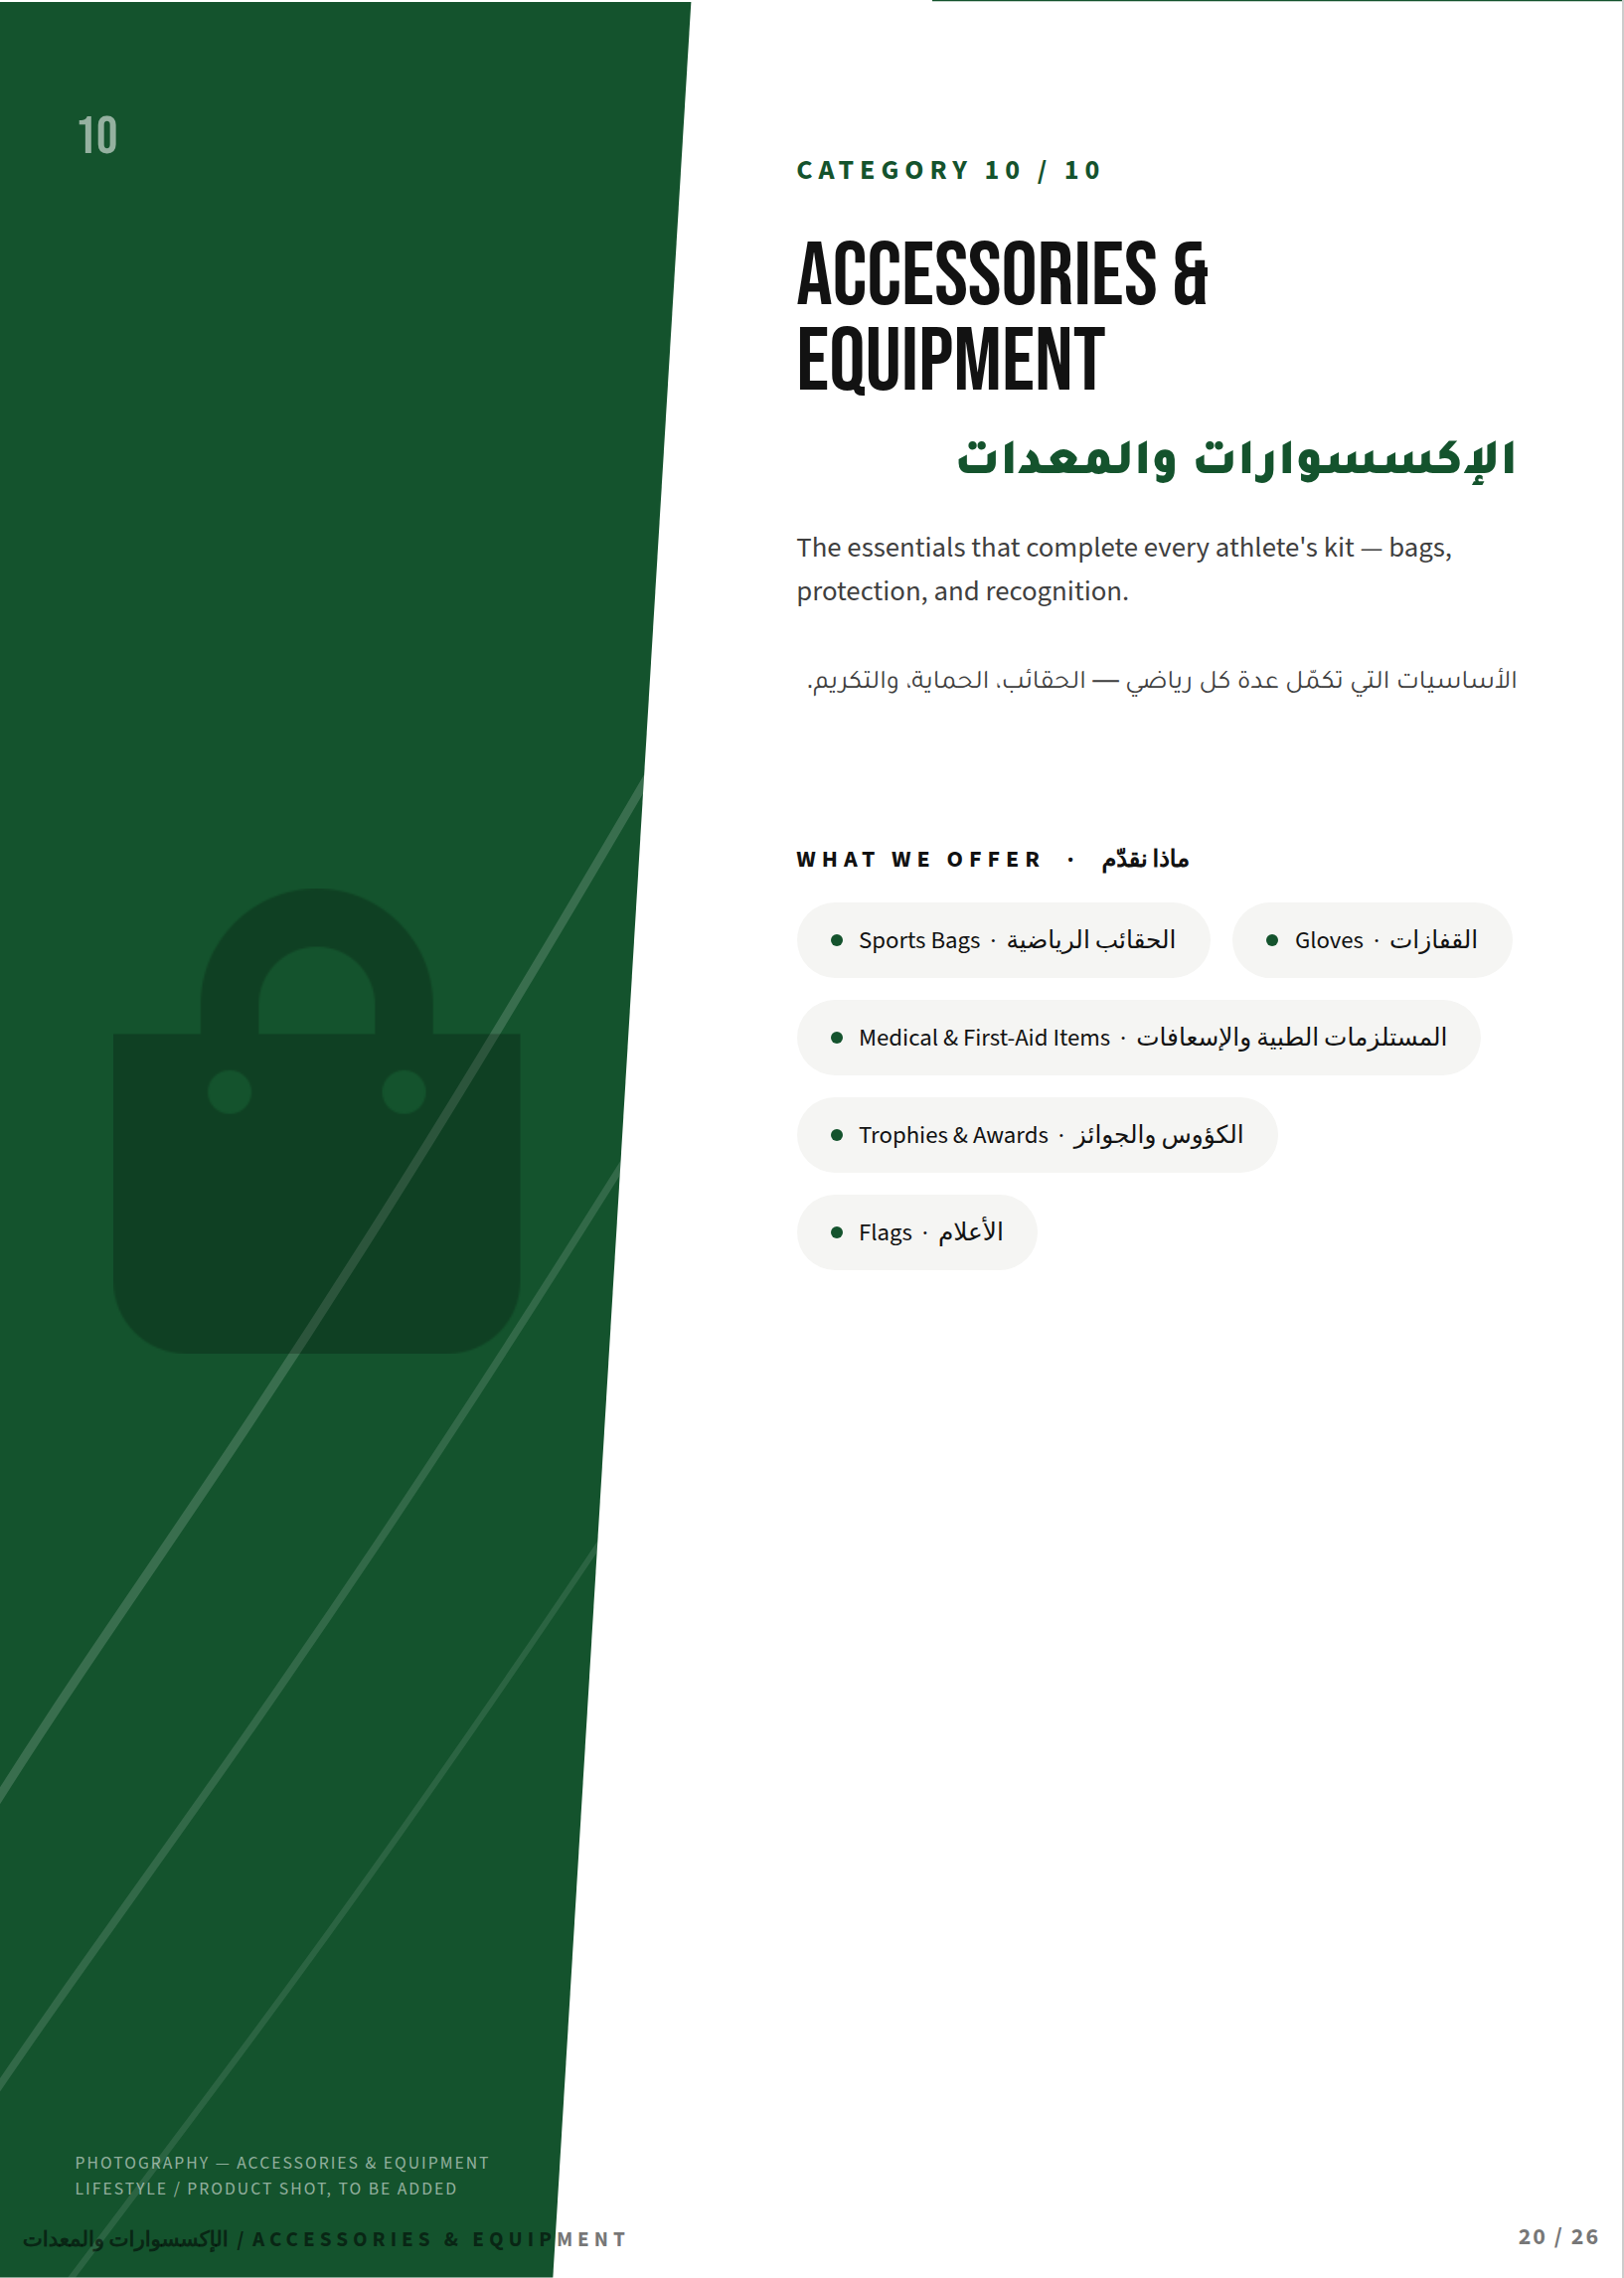 10
CATEGORY 10 / 10
ACCESSORIES &
EQUIPMENT
الإكسسوارات والمعدات
The essentials that complete every athlete's kit — bags,
protection, and recognition.
الأساسيات التي تكمّل عدة كل رياضي — الحقائب، الحماية، والتكريم.
WHAT WE OFFER · ماذا نقدّم
Sports Bags · الحقائب الرياضية
Gloves · القفازات
Medical & First-Aid Items · المستلزمات الطبية والإسعافات
Trophies & Awards · الكؤوس والجوائز
Flags · الأعلام
PHOTOGRAPHY — ACCESSORIES & EQUIPMENT
LIFESTYLE / PRODUCT SHOT, TO BE ADDED
الإكسسوارات والمعدات / ACCESSORIES & EQUIPMENT
20 / 26